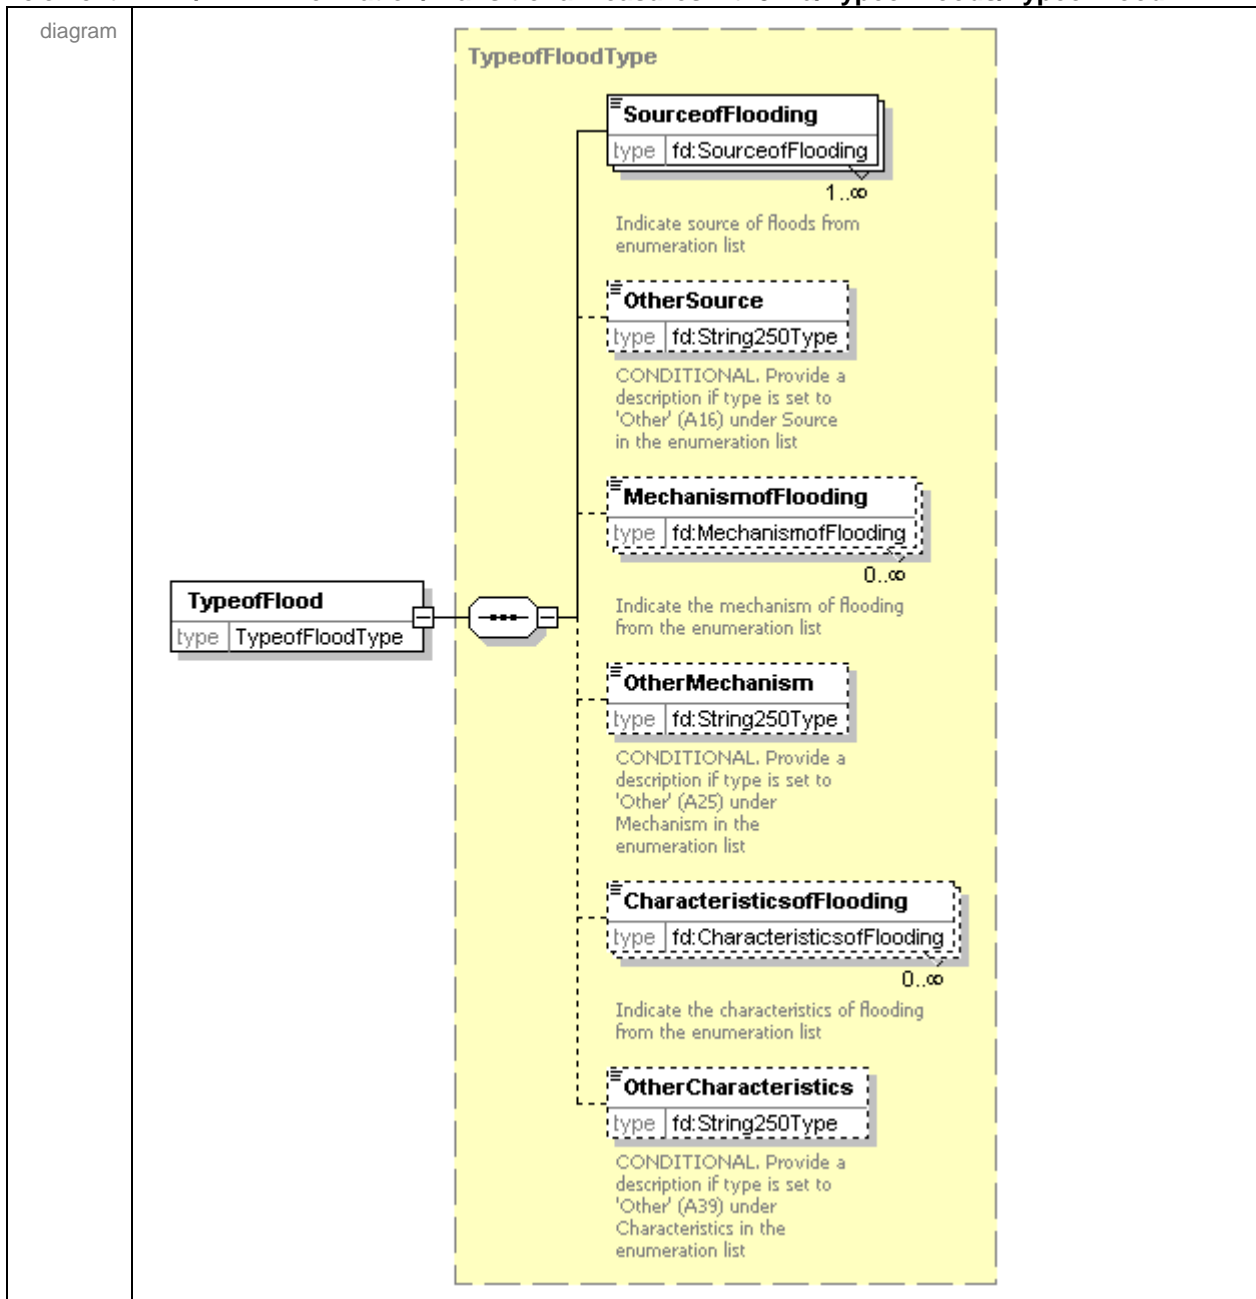 diagram
TypeofFloodType
SourceofFlooding
type fd:SourceofFlooding
1..∞
Indicate source of floods from
enumeration list
OtherSource
type fd:String250Type
CONDITIONAL. Provide a
description if type is set to
'Other' (A16) under Source
in the enumeration list
MechanismofFlooding
type fd:MechanismofFlooding
0..∞
Indicate the mechanism of flooding
from the enumeration list
TypeofFlood
type TypeofFloodType
OtherMechanism
type fd:String250Type
CONDITIONAL. Provide a
description if type is set to
'Other' (A25) under
Mechanism in the
enumeration list
CharacteristicsofFlooding
type fd:CharacteristicsofFlooding
0..∞
Indicate the characteristics of flooding
from the enumeration list
OtherCharacteristics
type fd:String250Type
CONDITIONAL. Provide a
description if type is set to
'Other' (A39) under
Characteristics in the
enumeration list